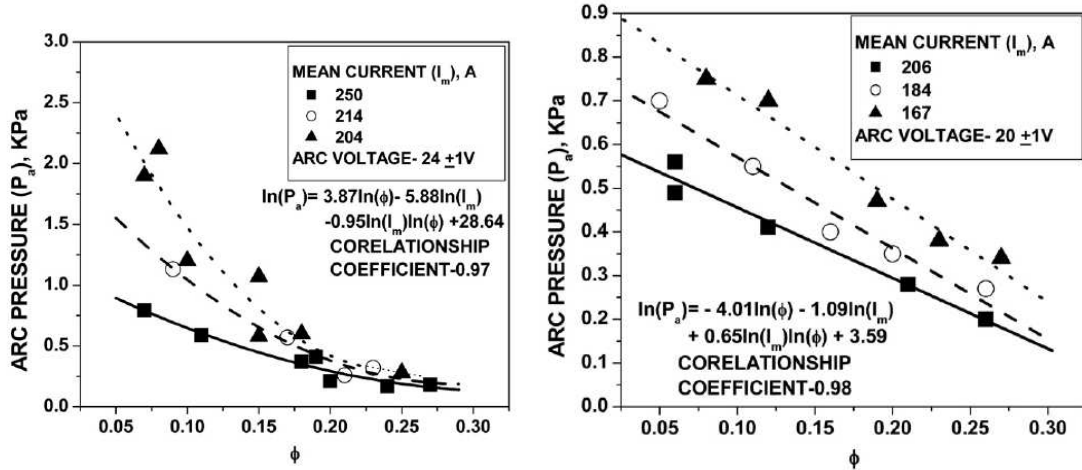 3.0
2.5
2.0
1.5
1.0
0.5
0.0
ARC PRESSURE (Pₐ), KPa
MEAN CURRENT (Iₘ), A
250
214
204
ARC VOLTAGE- 24 ±1V
ln(Pₐ)= 3.87ln(ϕ)- 5.88ln(Iₘ)
-0.95ln(Iₘ)ln(ϕ) +28.64
CORELATIONSHIP
COEFFICIENT-0.97
0.05 0.10 0.15 0.20 0.25 0.30
ϕ
0.9
0.8
0.7
0.6
0.5
0.4
0.3
0.2
0.1
0.0
ARC PRESSURE (Pₐ), KPa
MEAN CURRENT (Iₘ), A
206
184
167
ARC VOLTAGE- 20 ±1V
ln(Pₐ)= - 4.01ln(ϕ) - 1.09ln(Iₘ)
+ 0.65ln(Iₘ)ln(ϕ) + 3.59
CORELATIONSHIP
COEFFICIENT-0.98
0.05 0.10 0.15 0.20 0.25 0.30
ϕ